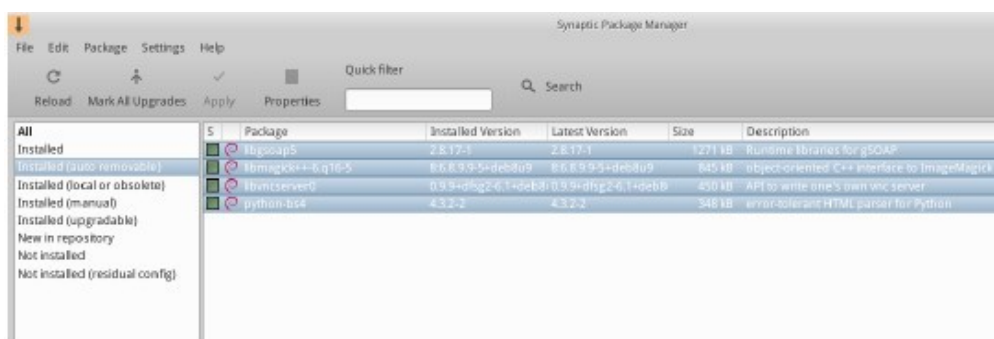 Synaptic Package Manager
File Edit Package Settings Help
Quick filter
Search
Reload Mark All Upgrades Apply Properties
All
Installed
Installed (auto removable)
Installed (local or obsolete)
Installed (manual)
Installed (upgradable)
New in repository
Not installed
Not installed (residual config)
S Package Installed Version Latest Version Size Description
libgsoap5 2.8.17-1 2.8.17-1 1271 kB Runtime libraries for gSOAP
libmagick++-6.q16-5 8:6.8.9.9-5+deb8u9 8:6.8.9.9-5+deb8u9 845 kB object-oriented C++ interface to ImageMagick
libvncserver0 0.9.9+dfsg2-6.1+deb8 0.9.9+dfsg2-6.1+deb8 450 kB API to write one's own vnc server
python-bs4 4.3.2-2 4.3.2-2 348 kB error-tolerant HTML parser for Python